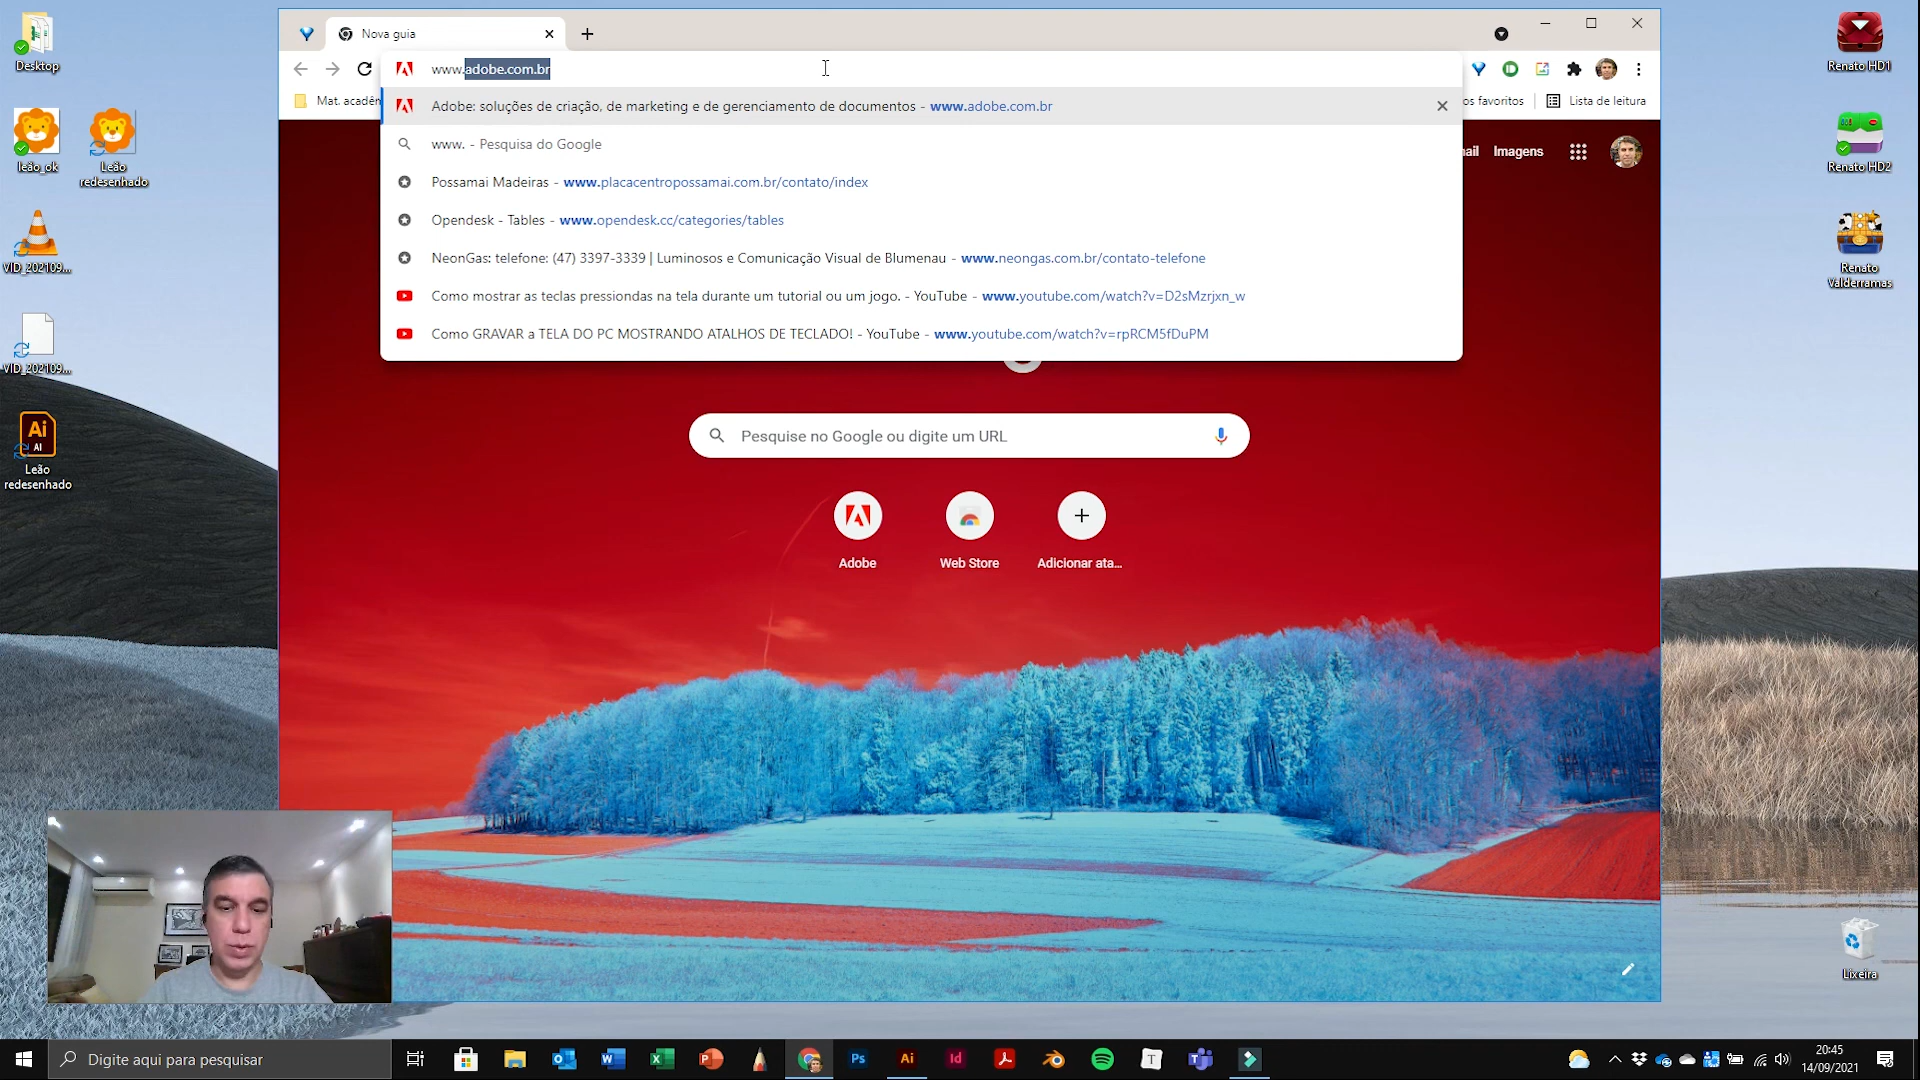 Nova guia
www.adobe.com.br
Mat. acadêm
os favoritos
Lista de leitura
Adobe: soluções de criação, de marketing e de gerenciamento de documentos - www.adobe.com.br
www. - Pesquisa do Google
Possamai Madeiras - www.placacentropossamai.com.br/contato/index
Opendesk - Tables - www.opendesk.cc/categories/tables
NeonGas: telefone: (47) 3397-3339 | Luminosos e Comunicação Visual de Blumenau - www.neongas.com.br/contato-telefone
Como mostrar as teclas pressiondas na tela durante um tutorial ou um jogo. - YouTube - www.youtube.com/watch?v=D2sMzrjxn_w
Como GRAVAR a TELA DO PC MOSTRANDO ATALHOS DE TECLADO! - YouTube - www.youtube.com/watch?v=rpRCM5fDuPM
ail
Imagens
Pesquise no Google ou digite um URL
Adobe
Web Store
Adicionar ata...
Desktop
leão_ok
Leão
redesenhado
VID_202109...
VID_202109...
Ai
AI
Leão
redesenhado
Renato HD1
Renato HD2
Renato
Valderramas
Lixeira
Digite aqui para pesquisar
Ps
Ai
Id
T
20:45
14/09/2021